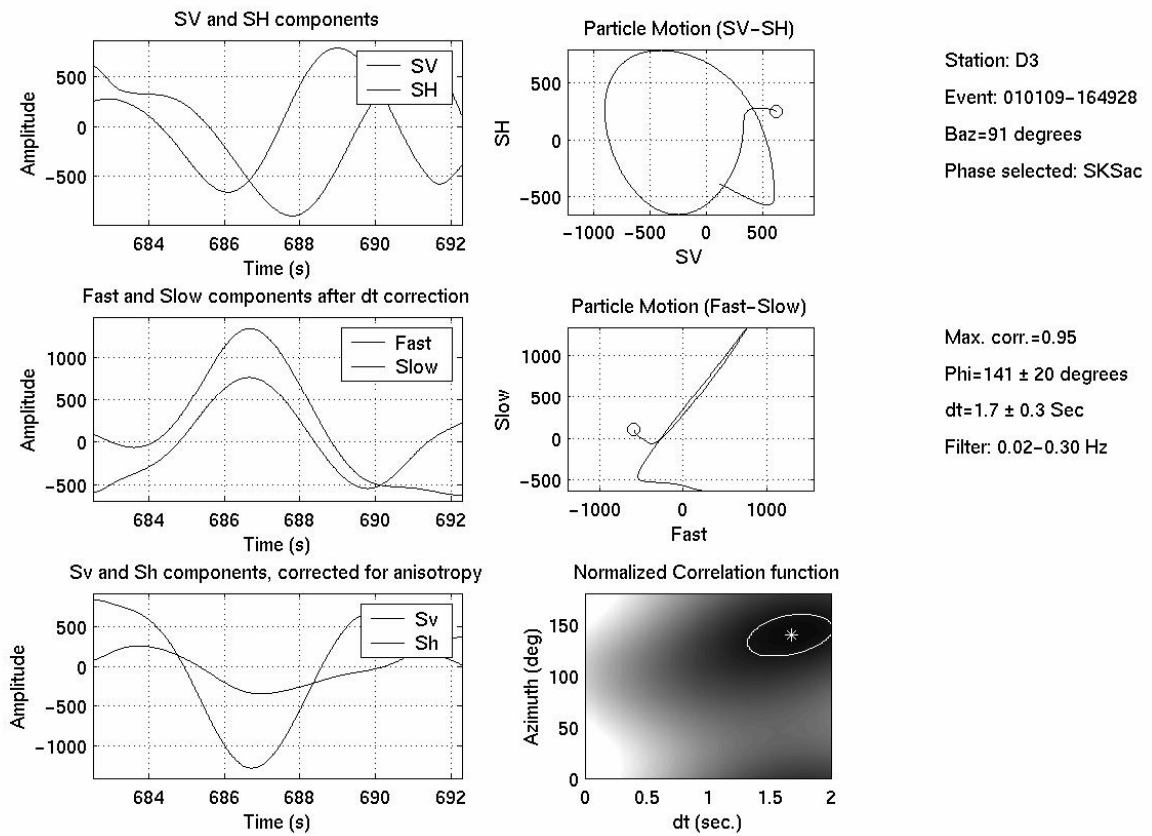 SV and SH components
SV
SH
500
0
−500
Amplitude
684 686 688 690 692
Time (s)
Particle Motion (SV−SH)
500
0
−500
SH
−1000 −500 0 500
SV
Station: D3
Event: 010109−164928
Baz=91 degrees
Phase selected: SKSac
Fast and Slow components after dt correction
Fast
Slow
1000
500
0
−500
Amplitude
684 686 688 690 692
Time (s)
Particle Motion (Fast−Slow)
1000
500
0
−500
Slow
−1000 0 1000
Fast
Max. corr.=0.95
Phi=141 ± 20 degrees
dt=1.7 ± 0.3 Sec
Filter: 0.02−0.30 Hz
Sv and Sh components, corrected for anisotropy
Sv
Sh
500
0
−500
−1000
Amplitude
684 686 688 690 692
Time (s)
Normalized Correlation function
150
100
50
0
Azimuth (deg)
0 0.5 1 1.5 2
dt (sec.)